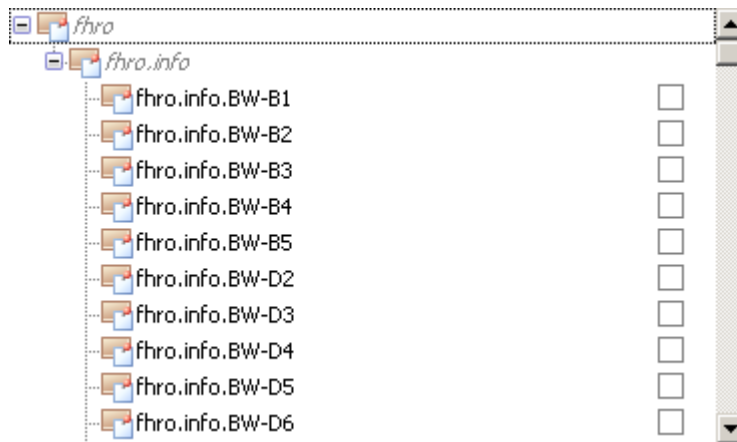 fhro
fhro.info
fhro.info.BW-B1
fhro.info.BW-B2
fhro.info.BW-B3
fhro.info.BW-B4
fhro.info.BW-B5
fhro.info.BW-D2
fhro.info.BW-D3
fhro.info.BW-D4
fhro.info.BW-D5
fhro.info.BW-D6